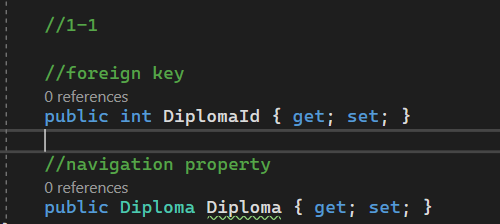 //1-1
//foreign key
0 references
public int DiplomaId { get; set; }
//navigation property
0 references
public Diploma Diploma { get; set; }